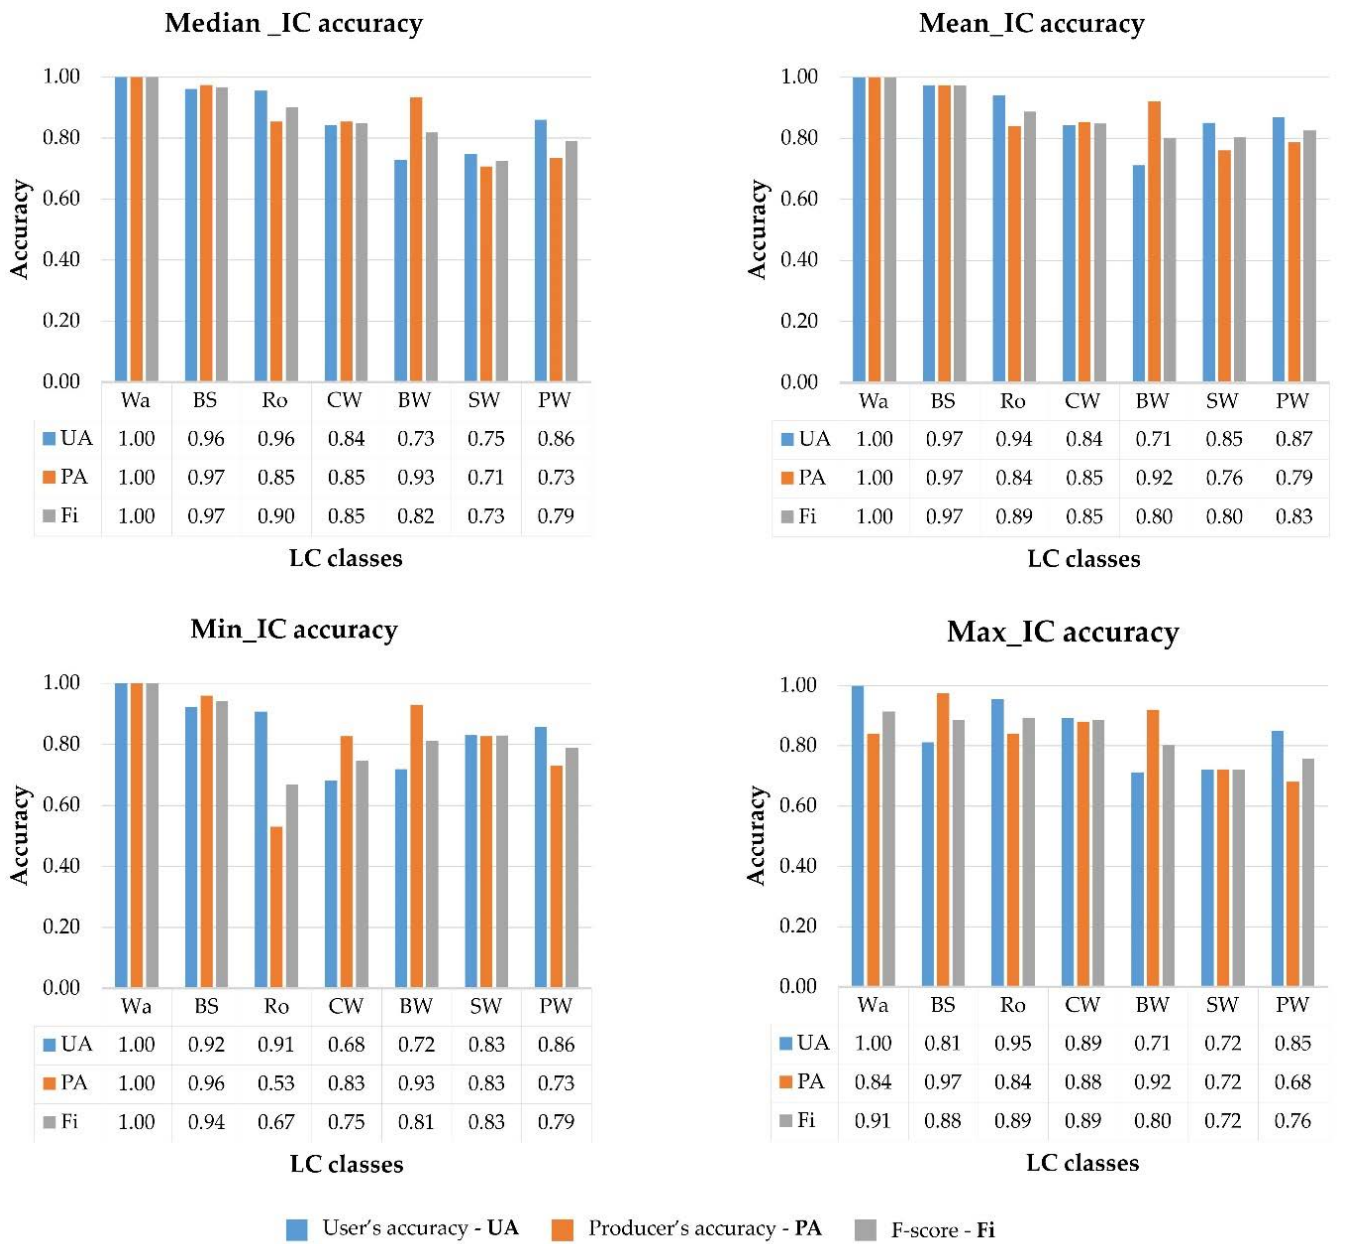 Median _IC accuracy
1.00
0.80
0.60
0.40
0.20
0.00
Accuracy
Wa BS Ro CW BW SW PW
UA 1.00 0.96 0.96 0.84 0.73 0.75 0.86
PA 1.00 0.97 0.85 0.85 0.93 0.71 0.73
Fi 1.00 0.97 0.90 0.85 0.82 0.73 0.79
LC classes
Mean_IC accuracy
1.00
0.80
0.60
0.40
0.20
0.00
Accuracy
Wa BS Ro CW BW SW PW
UA 1.00 0.97 0.94 0.84 0.71 0.85 0.87
PA 1.00 0.97 0.84 0.85 0.92 0.76 0.79
Fi 1.00 0.97 0.89 0.85 0.80 0.80 0.83
LC classes
Min_IC accuracy
1.00
0.80
0.60
0.40
0.20
0.00
Accuracy
Wa BS Ro CW BW SW PW
UA 1.00 0.92 0.91 0.68 0.72 0.83 0.86
PA 1.00 0.96 0.53 0.83 0.93 0.83 0.73
Fi 1.00 0.94 0.67 0.75 0.81 0.83 0.79
LC classes
Max_IC accuracy
1.00
0.80
0.60
0.40
0.20
0.00
Accuracy
Wa BS Ro CW BW SW PW
UA 1.00 0.81 0.95 0.89 0.71 0.72 0.85
PA 0.84 0.97 0.84 0.88 0.92 0.72 0.68
Fi 0.91 0.88 0.89 0.89 0.80 0.72 0.76
LC classes
User's accuracy - UA Producer's accuracy - PA F-score - Fi